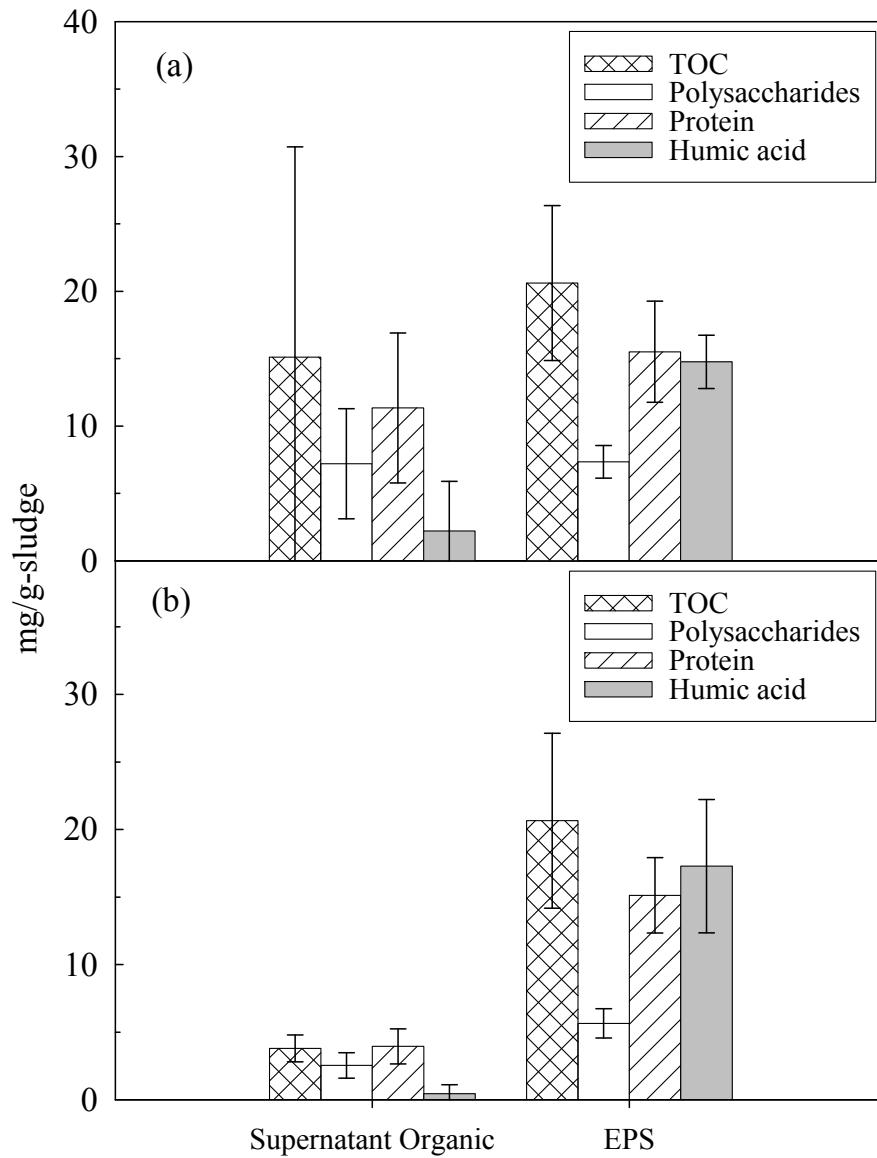 40
(a)
TOC
Polysaccharides
Protein
Humic acid
30
20
10
0
mg/g-sludge
(b)
TOC
Polysaccharides
Protein
Humic acid
30
20
10
0
Supernatant Organic EPS